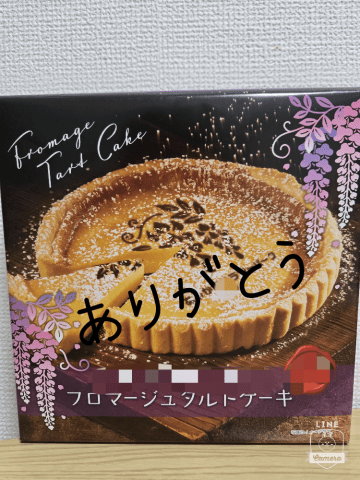 Fromage
Tart Cake
ありがとう
フロマージュタルトケーキ
LINE
Camera